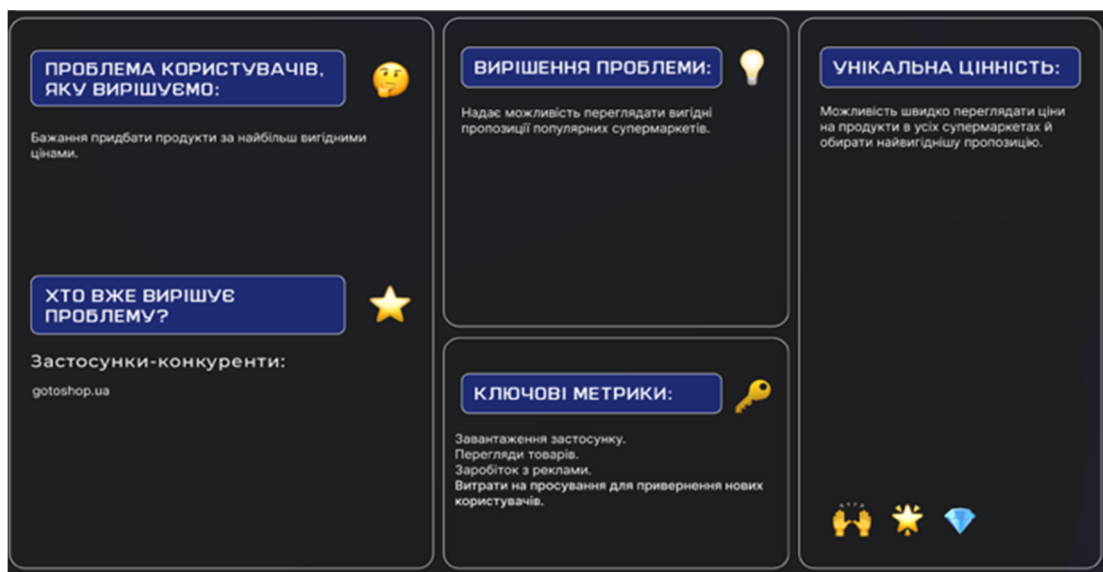 ПРОБЛЕМА КОРИСТУВАЧІВ,
ЯКУ ВИРІШУЄМО:
Бажання придбати продукти за найбільш вигідними
цінами.
ХТО ВЖЕ ВИРІШУЄ
ПРОБЛЕМУ?
Застосунки-конкуренти:
gotoshop.ua
ВИРІШЕННЯ ПРОБЛЕМИ:
Надає можливість переглядати вигідні
пропозиції популярних супермаркетів.
КЛЮЧОВІ МЕТРИКИ:
Завантаження застосунку.
Перегляди товарів.
Заробіток з реклами.
Витрати на просування для привернення нових
користувачів.
УНІКАЛЬНА ЦІННІСТЬ:
Можливість швидко переглядати ціни
на продукти в усіх супермаркетах й
обирати найвигіднішу пропозицію.